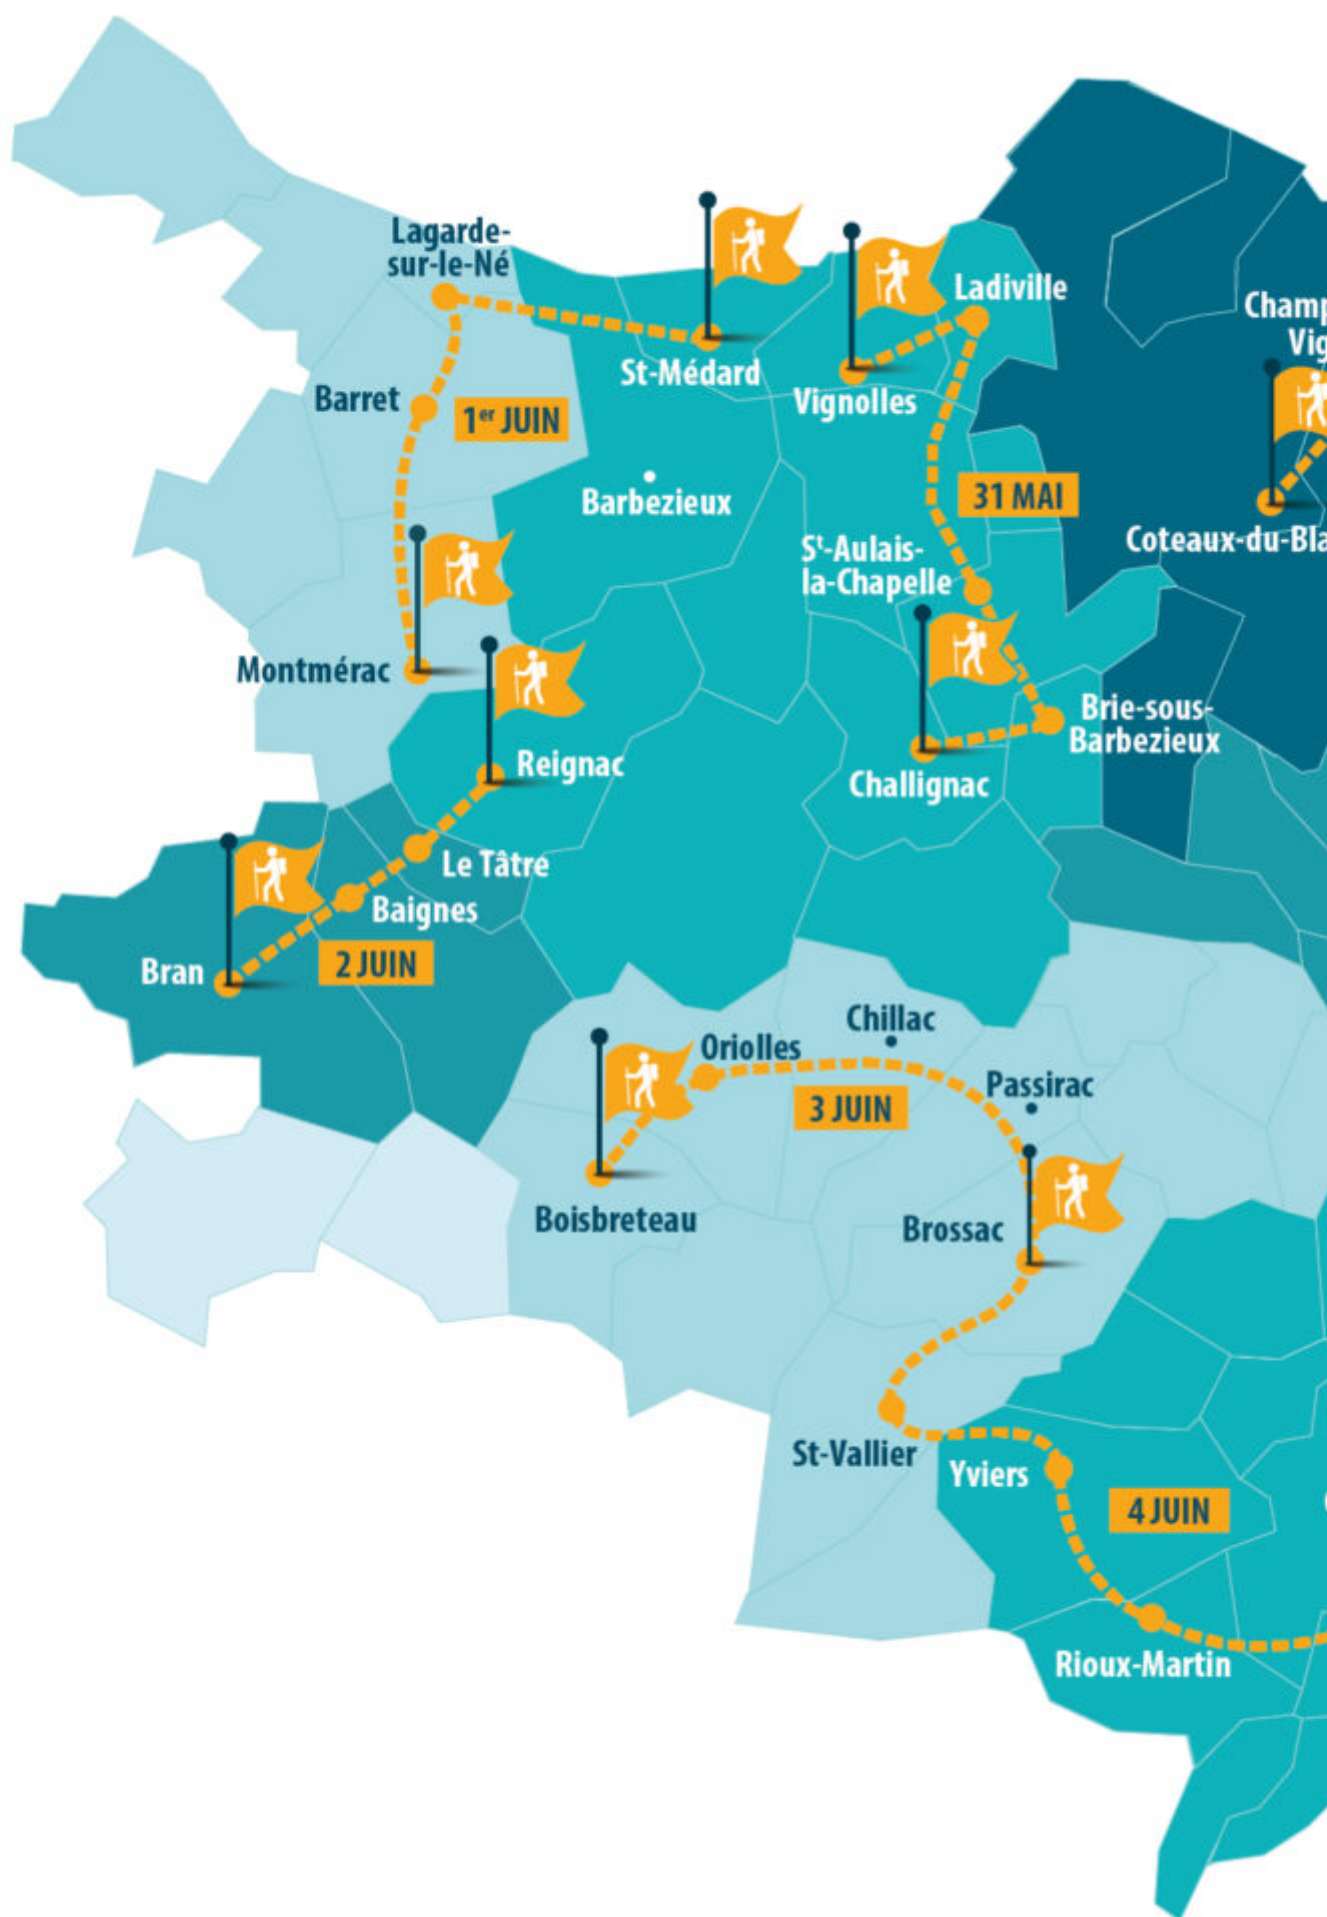 Lagarde-
sur-le-Né
Ladiville
Champ
Vig
St-Médard
Barret
1er JUIN
Vignolles
Barbezieux
31 MAI
St-Aulais-
la-Chapelle
Coteaux-du-Bla
Montmérac
Brie-sous-
Barbezieux
Reignac
Challignac
Le Tâtre
Baignes
Bran
2 JUIN
Chillac
Oriolles
Passirac
3 JUIN
Boisbreteau
Brossac
St-Vallier
Yviers
4 JUIN
Rioux-Martin